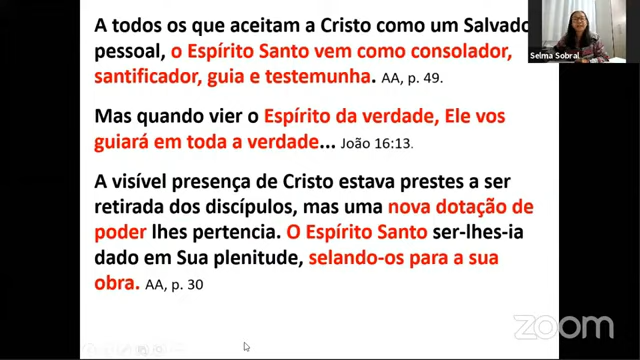 A todos os que aceitam a Cristo como um Salvado
pessoal, o Espírito Santo vem como consolador,
santificador, guia e testemunha. AA, p. 49.
Mas quando vier o Espírito da verdade, Ele vos
guiará em toda a verdade... João 16:13.
A visível presença de Cristo estava prestes a ser
retirada dos discípulos, mas uma nova dotação de
poder lhes pertencia. O Espírito Santo ser-lhes-ia
dado em Sua plenitude, selando-os para a sua
obra. AA, p. 30
Selma Sobral
zoom